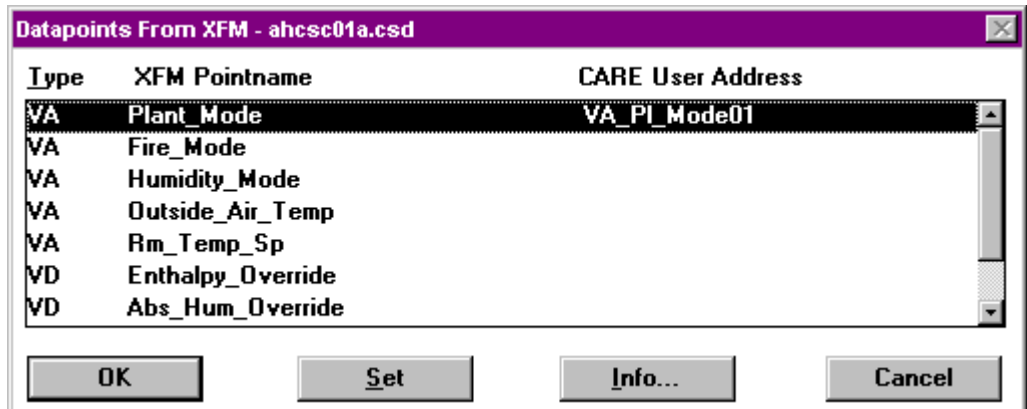 Datapoints From XFM - ahcsc01a.csd
Type XFM Pointname CARE User Address
VA Plant_Mode VA_Pl_Mode01
VA Fire_Mode
VA Humidity_Mode
VA Outside_Air_Temp
VA Rm_Temp_Sp
VD Enthalpy_Override
VD Abs_Hum_Override
OK Set Info... Cancel